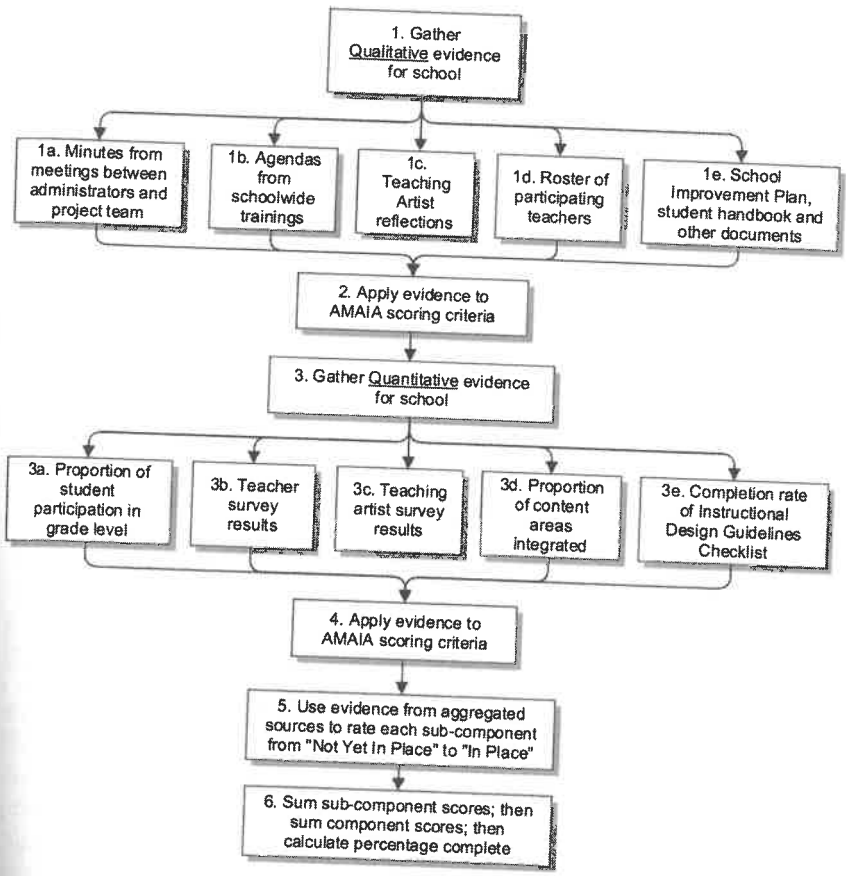 1. Gather
Qualitative evidence
for school
1a. Minutes from
meetings between
administrators and
project team
1b. Agendas
from
schoolwide
trainings
1c.
Teaching
Artist
reflections
1d. Roster of
participating
teachers
1e. School
Improvement Plan,
student handbook and
other documents
2. Apply evidence to
AMAIA scoring criteria
3. Gather Quantitative evidence
for school
3a. Proportion of
student
participation in
grade level
3b. Teacher
survey
results
3c. Teaching
artist survey
results
3d. Proportion
of content
areas
integrated
3e. Completion rate
of Instructional
Design Guidelines
Checklist
4. Apply evidence to
AMAIA scoring criteria
5. Use evidence from aggregated
sources to rate each sub-component
from "Not Yet In Place" to "In Place"
6. Sum sub-component scores; then
sum component scores; then
calculate percentage complete